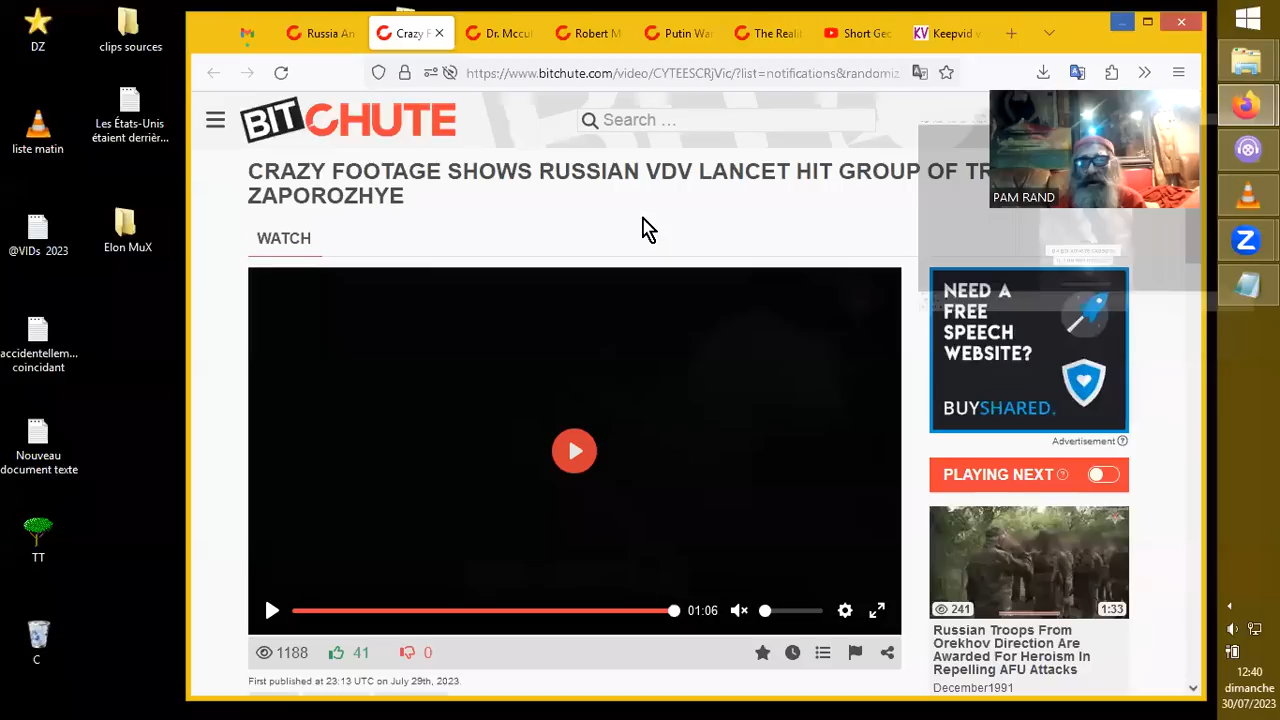 DZ
clips sources
Les États-Unis
étaient derrièr...
liste matin
@VIDs 2023
Elon MuX
accidentellem...
coincidant
Nouveau
document texte
TT
C
Russia An
Crazy F
Dr. Mccu
Robert M
Putin Wa
The Reali
Short Geo
KV Keepvid v
https://www.bitchute.com/video/CYTEESCRjVic/?list=notifications&randomiz
BITCHUTE
Search ...
CRAZY FOOTAGE SHOWS RUSSIAN VDV LANCET HIT GROUP OF TR
ZAPOROZHYE
PAM RAND
WATCH
NEED A
FREE
SPEECH
WEBSITE?
BUYSHARED.
Advertisement
PLAYING NEXT
01:06
241
1:33
Russian Troops From
Orekhov Direction Are
Awarded For Heroism In
Repelling AFU Attacks
December1991
1188
41
0
First published at 23:13 UTC on July 29th, 2023.
12:40
dimanche
30/07/2023